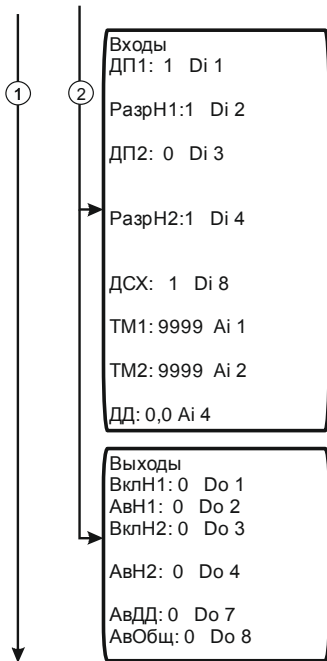 1
2
Входы
ДП1: 1 Di 1
РазрН1:1 Di 2
ДП2: 0 Di 3
РазрН2:1 Di 4
ДСХ: 1 Di 8
ТМ1: 9999 Ai 1
ТМ2: 9999 Ai 2
ДД: 0,0 Ai 4
Выходы
ВклН1: 0 Do 1
АвН1: 0 Do 2
ВклН2: 0 Do 3
АвН2: 0 Do 4
АвДД: 0 Do 7
АвОбщ: 0 Do 8